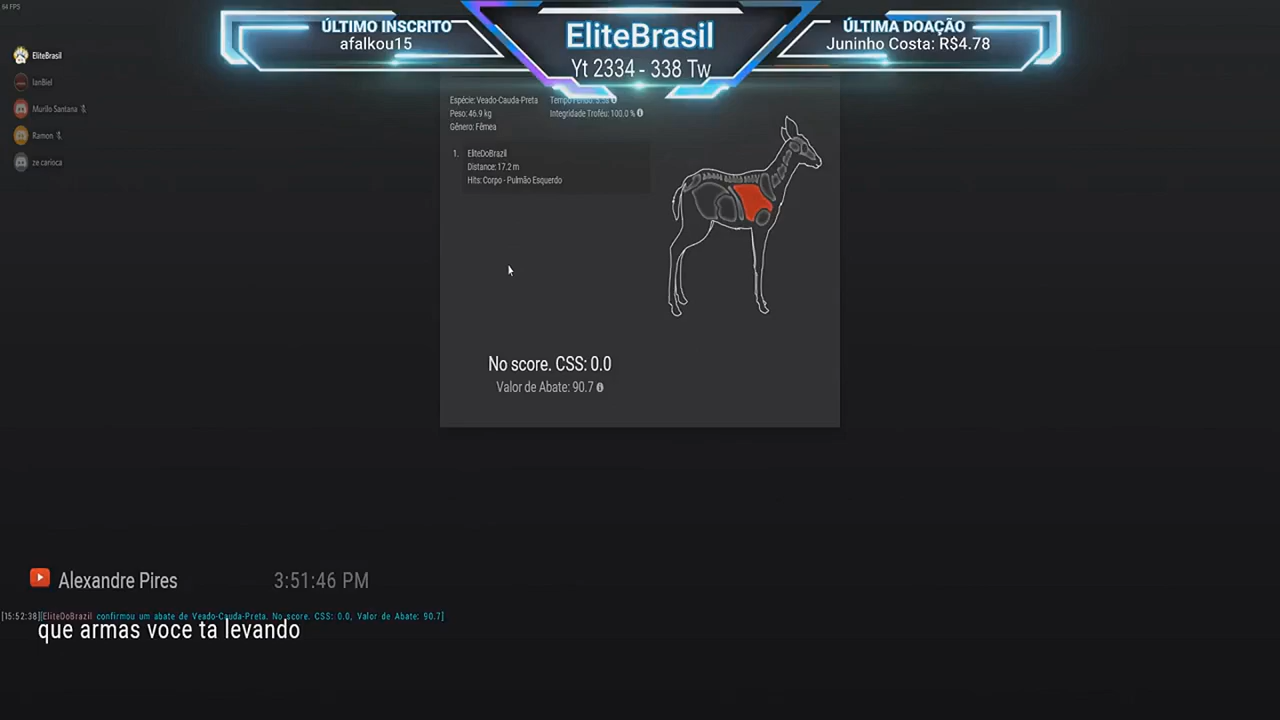 64 FPS
ÚLTIMO INSCRITO
afalkou15
EliteBrasil
Yt 2334 - 338 Tw
ÚLTIMA DOAÇÃO
Juninho Costa: R$4.78
EliteBrasil
IanBiel
Murilo Santana
Ramon
ze carioca
Espécie: Veado-Cauda-Preta
Peso: 46.9 kg
Gênero: Fêmea
Integridade Troféu: 100.0 %
1. EliteDoBrazil
Distance: 17.2 m
Hits: Corpo - Pulmão Esquerdo
No score. CSS: 0.0
Valor de Abate: 90.7
Alexandre Pires 3:51:46 PM
[15:52:38][EliteDoBrazil confirmou um abate de Veado-Cauda-Preta. No score. CSS: 0.0, Valor de Abate: 90.7]
que armas voce ta levando